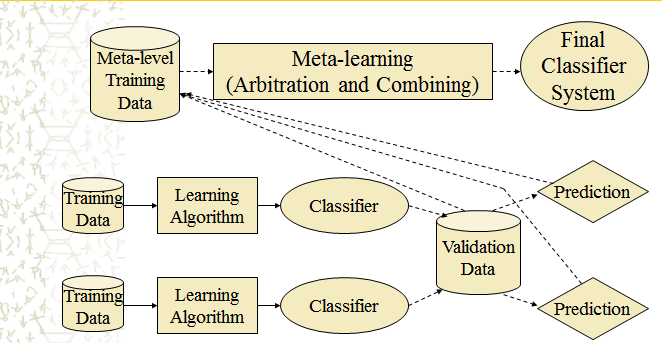 Meta-level
Training
Data
Meta-learning
(Arbitration and Combining)
Final
Classifier
System
Training
Data
Learning
Algorithm
Classifier
Validation
Data
Prediction
Training
Data
Learning
Algorithm
Classifier
Prediction